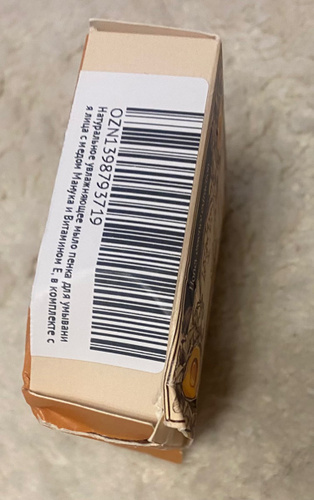 OZN1398793719
Натуральное увлажняющее мыло пенка для умывани
я лица с медом Манука и Витамином Е, в комплекте с